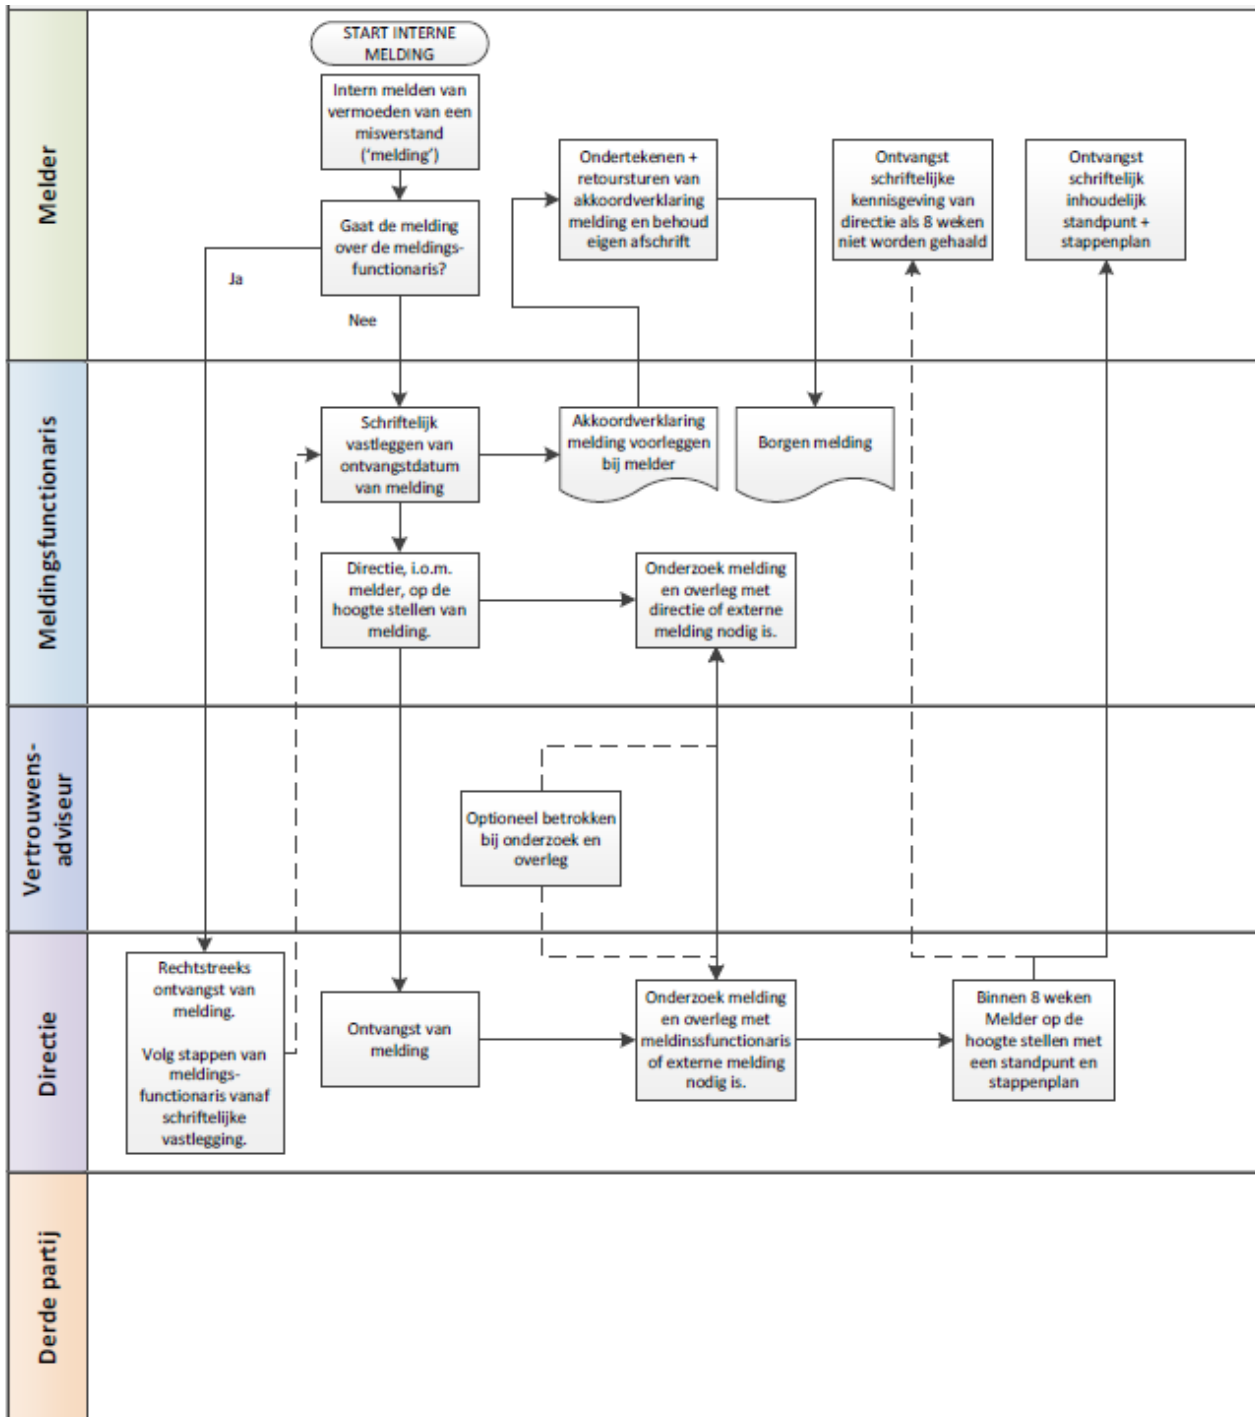 Melder
START INTERNE
MELDING
Intern melden van
vermoeden van een
misverstand
(‘melding’)
Gaat de melding
over de meldings-
functionaris?
Ja
Nee
Ondertekenen +
retoursturen van
akkoordverklaring
melding en behoud
eigen afschrift
Ontvangst
schriftelijke
kennisgeving van
directie als 8 weken
niet worden gehaald
Ontvangst
schriftelijk
inhoudelijk
standpunt +
stappenplan
Meldingsfunctionaris
Schriftelijk
vastleggen van
ontvangstdatum
van melding
Akkoordverklaring
melding voorleggen
bij melder
Borgen melding
Directie, i.o.m.
melder, op de
hoogte stellen van
melding.
Onderzoek melding
en overleg met
directie of externe
melding nodig is.
Vertrouwens-
adviseur
Optioneel betrokken
bij onderzoek en
overleg
Directie
Rechtstreeks
ontvangst van
melding.
Volg stappen van
meldings-
functionaris vanaf
schriftelijke
vastlegging.
Ontvangst van
melding
Onderzoek melding
en overleg met
meldinssfunctionaris
of externe melding
nodig is.
Binnen 8 weken
Melder op de
hoogte stellen met
een standpunt en
stappenplan
Derde partij